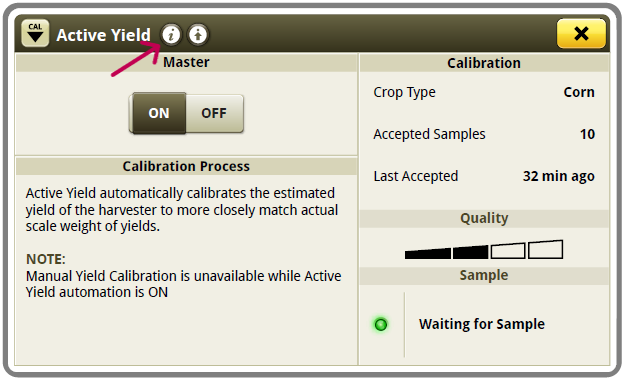 CAL
Active Yield
i
Master
ON OFF
Calibration Process
Active Yield automatically calibrates the estimated
yield of the harvester to more closely match actual
scale weight of yields.
NOTE:
Manual Yield Calibration is unavailable while Active
Yield automation is ON
Calibration
Crop Type Corn
Accepted Samples 10
Last Accepted 32 min ago
Quality
Sample
Waiting for Sample